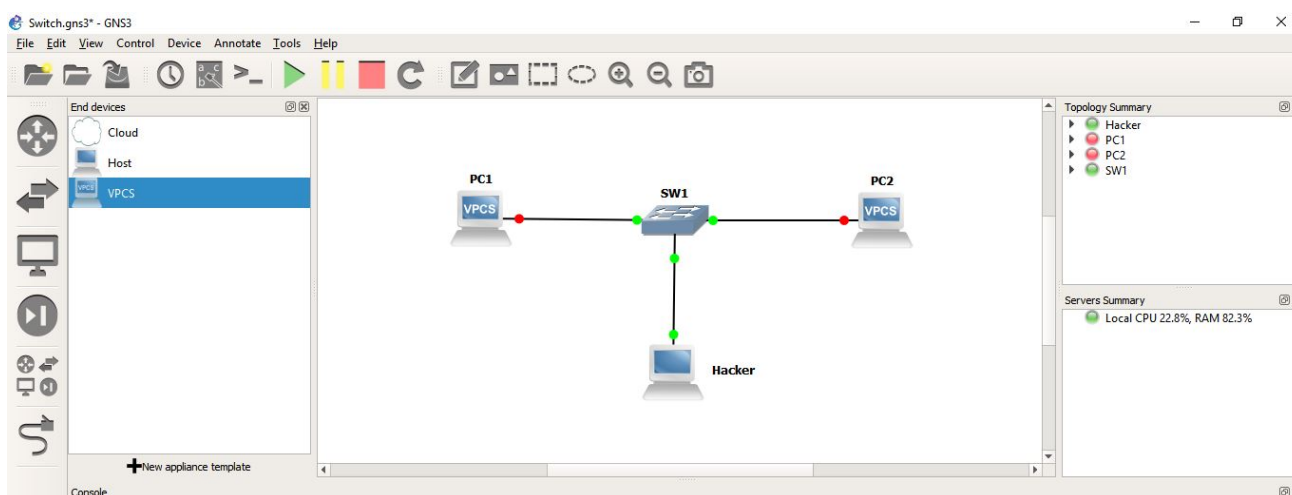 Switch.gns3* - GNS3
File Edit View Control Device Annotate Tools Help
End devices
Cloud
Host
VPCS
VPCS
New appliance template
PC1
VPCS
SW1
PC2
VPCS
Hacker
Topology Summary
Hacker
PC1
PC2
SW1
Servers Summary
Local CPU 22.8%, RAM 82.3%
Console